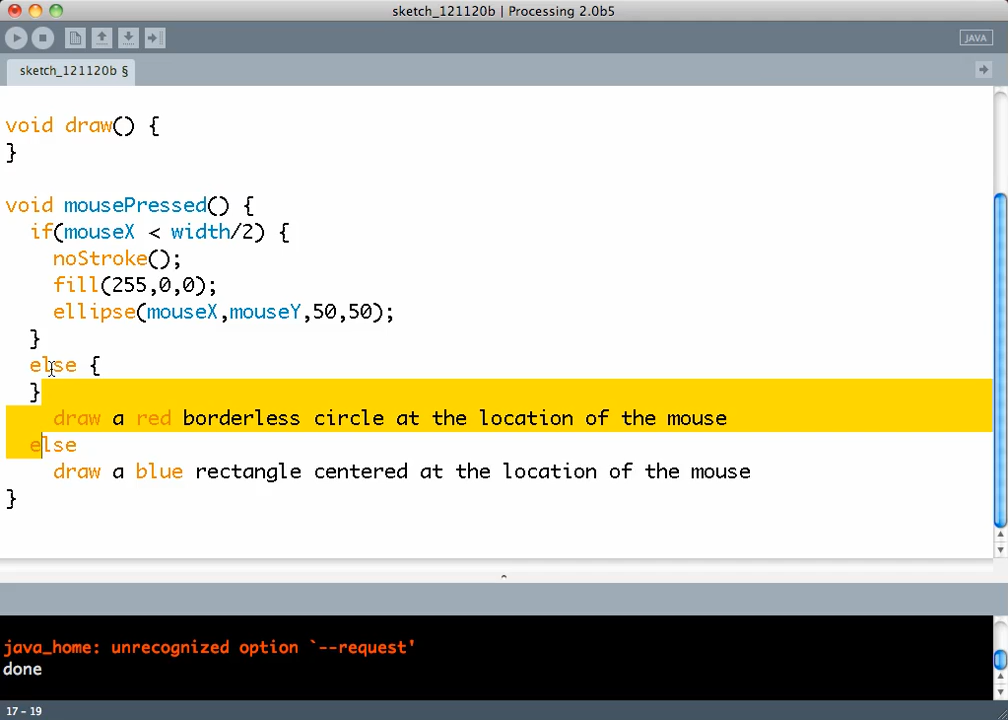 sketch_121120b | Processing 2.0b5
JAVA
sketch_121120b §
void draw() {
}
void mousePressed() {
if(mouseX < width/2) {
noStroke();
fill(255,0,0);
ellipse(mouseX,mouseY,50,50);
}
else {
}
draw a red borderless circle at the location of the mouse
else
draw a blue rectangle centered at the location of the mouse
}
java_home: unrecognized option `--request'
done
17 - 19